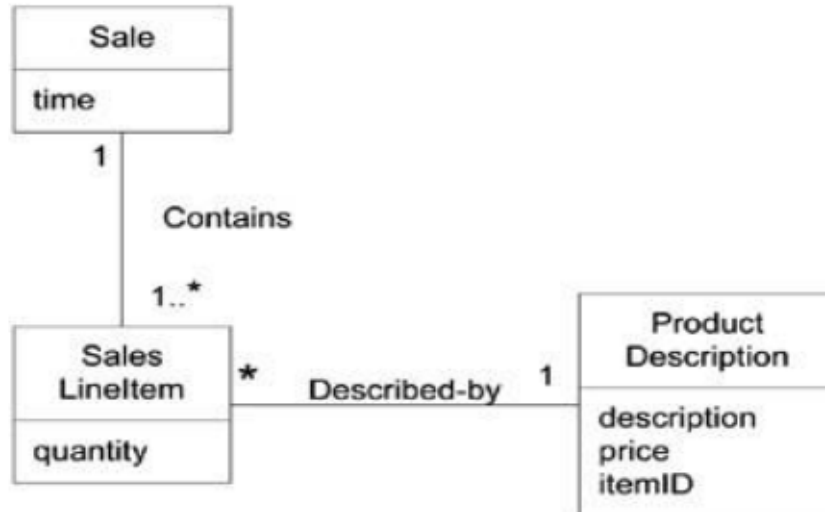 Sale
time
1
Contains
1..*
Sales
LineItem
quantity
*
Described-by
1
Product
Description
description
price
itemID